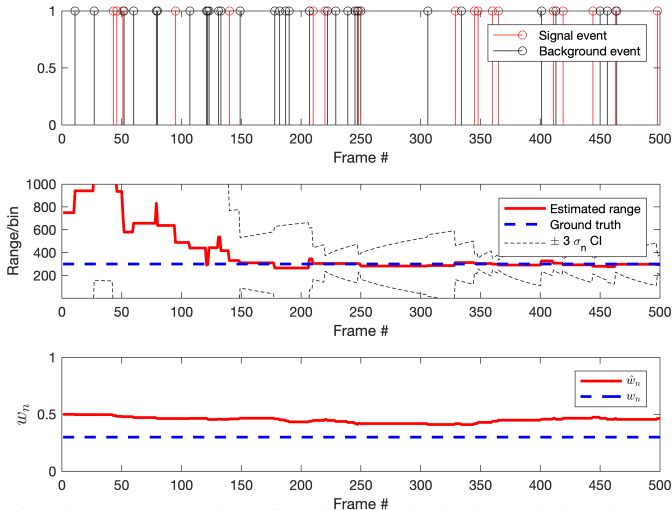 1
0.5
0
0 50 100 150 200 250 300 350 400 450 500
Frame #
Signal event
Background event
1000
800
600
400
200
Range/bin
0 50 100 150 200 250 300 350 400 450 500
Frame #
Estimated range
Ground truth
± 3 σn CI
1
0.5
0
wn
0 50 100 150 200 250 300 350 400 450 500
Frame #
ŵn
wn